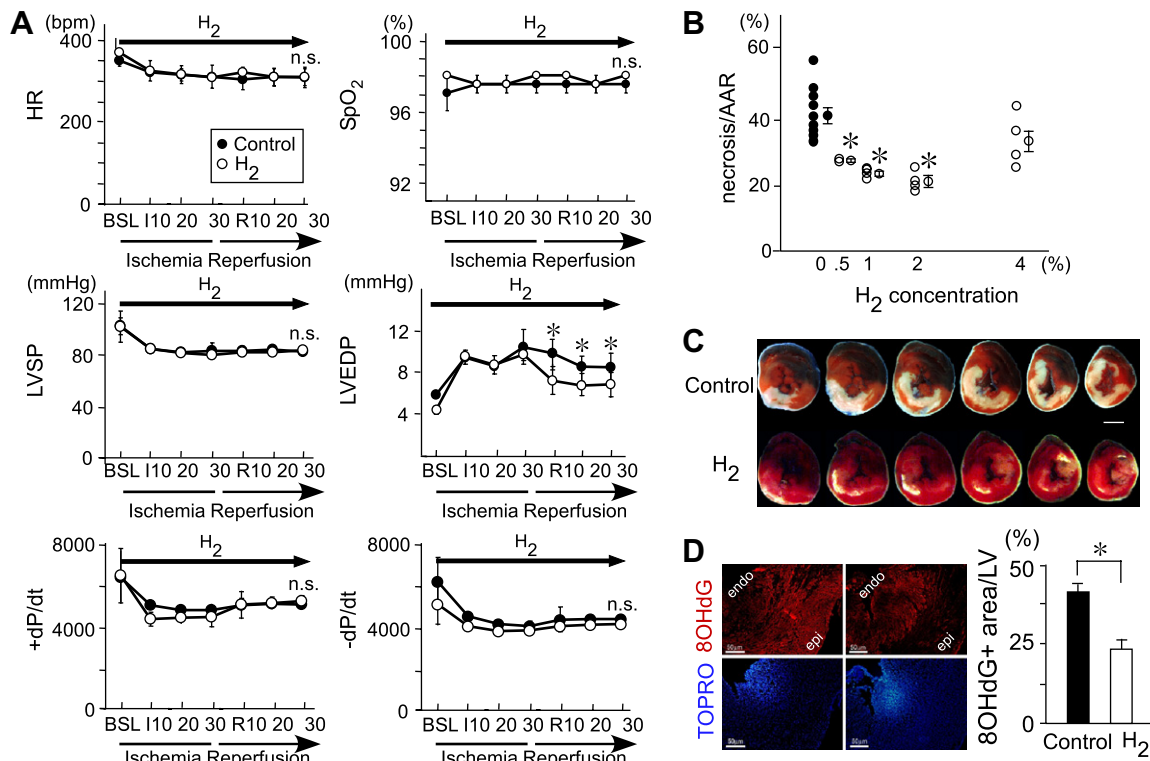 A
(bpm)
H2
400
n.s.
200
0
HR
Control
H2
BSL I10 20 30 R10 20 30
Ischemia Reperfusion
(%)
H2
100
n.s.
96
92
SpO2
BSL I10 20 30 R10 20 30
Ischemia Reperfusion
(mmHg)
H2
120
n.s.
80
40
0
LVSP
BSL I10 20 30 R10 20 30
Ischemia Reperfusion
(mmHg)
H2
12
* * *
8
4
LVEDP
BSL I10 20 30 R10 20 30
Ischemia Reperfusion
8000
H2
n.s.
4000
0
+dP/dt
BSL I10 20 30 R10 20 30
Ischemia Reperfusion
8000
H2
n.s.
4000
0
-dP/dt
BSL I10 20 30 R10 20 30
Ischemia Reperfusion
B
(%)
60
40
20
0
necrosis/AAR
* * *
0 .5 1 2 4 (%)
H2 concentration
C
Control
H2
D
8OHdG
TOPRO
endo
epi
endo
epi
50μm
50μm
50μm
50μm
(%)
50
25
0
8OHdG+ area/LV
*
Control H2